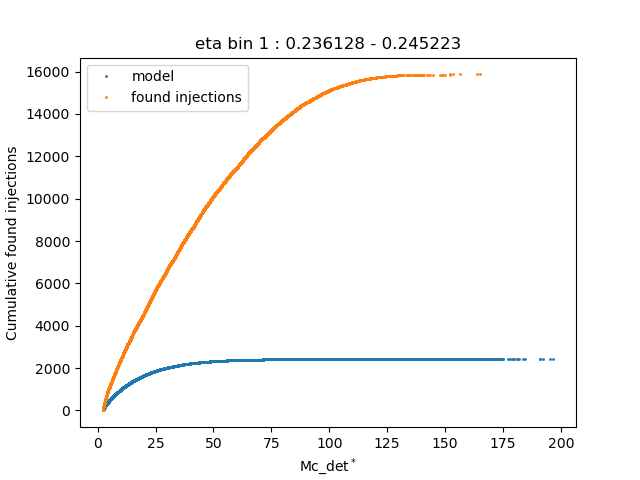 eta bin 1 : 0.236128 - 0.245223
model
found injections
Cumulative found injections
16000
14000
12000
10000
8000
6000
4000
2000
0
0 25 50 75 100 125 150 175 200
Mc_det*